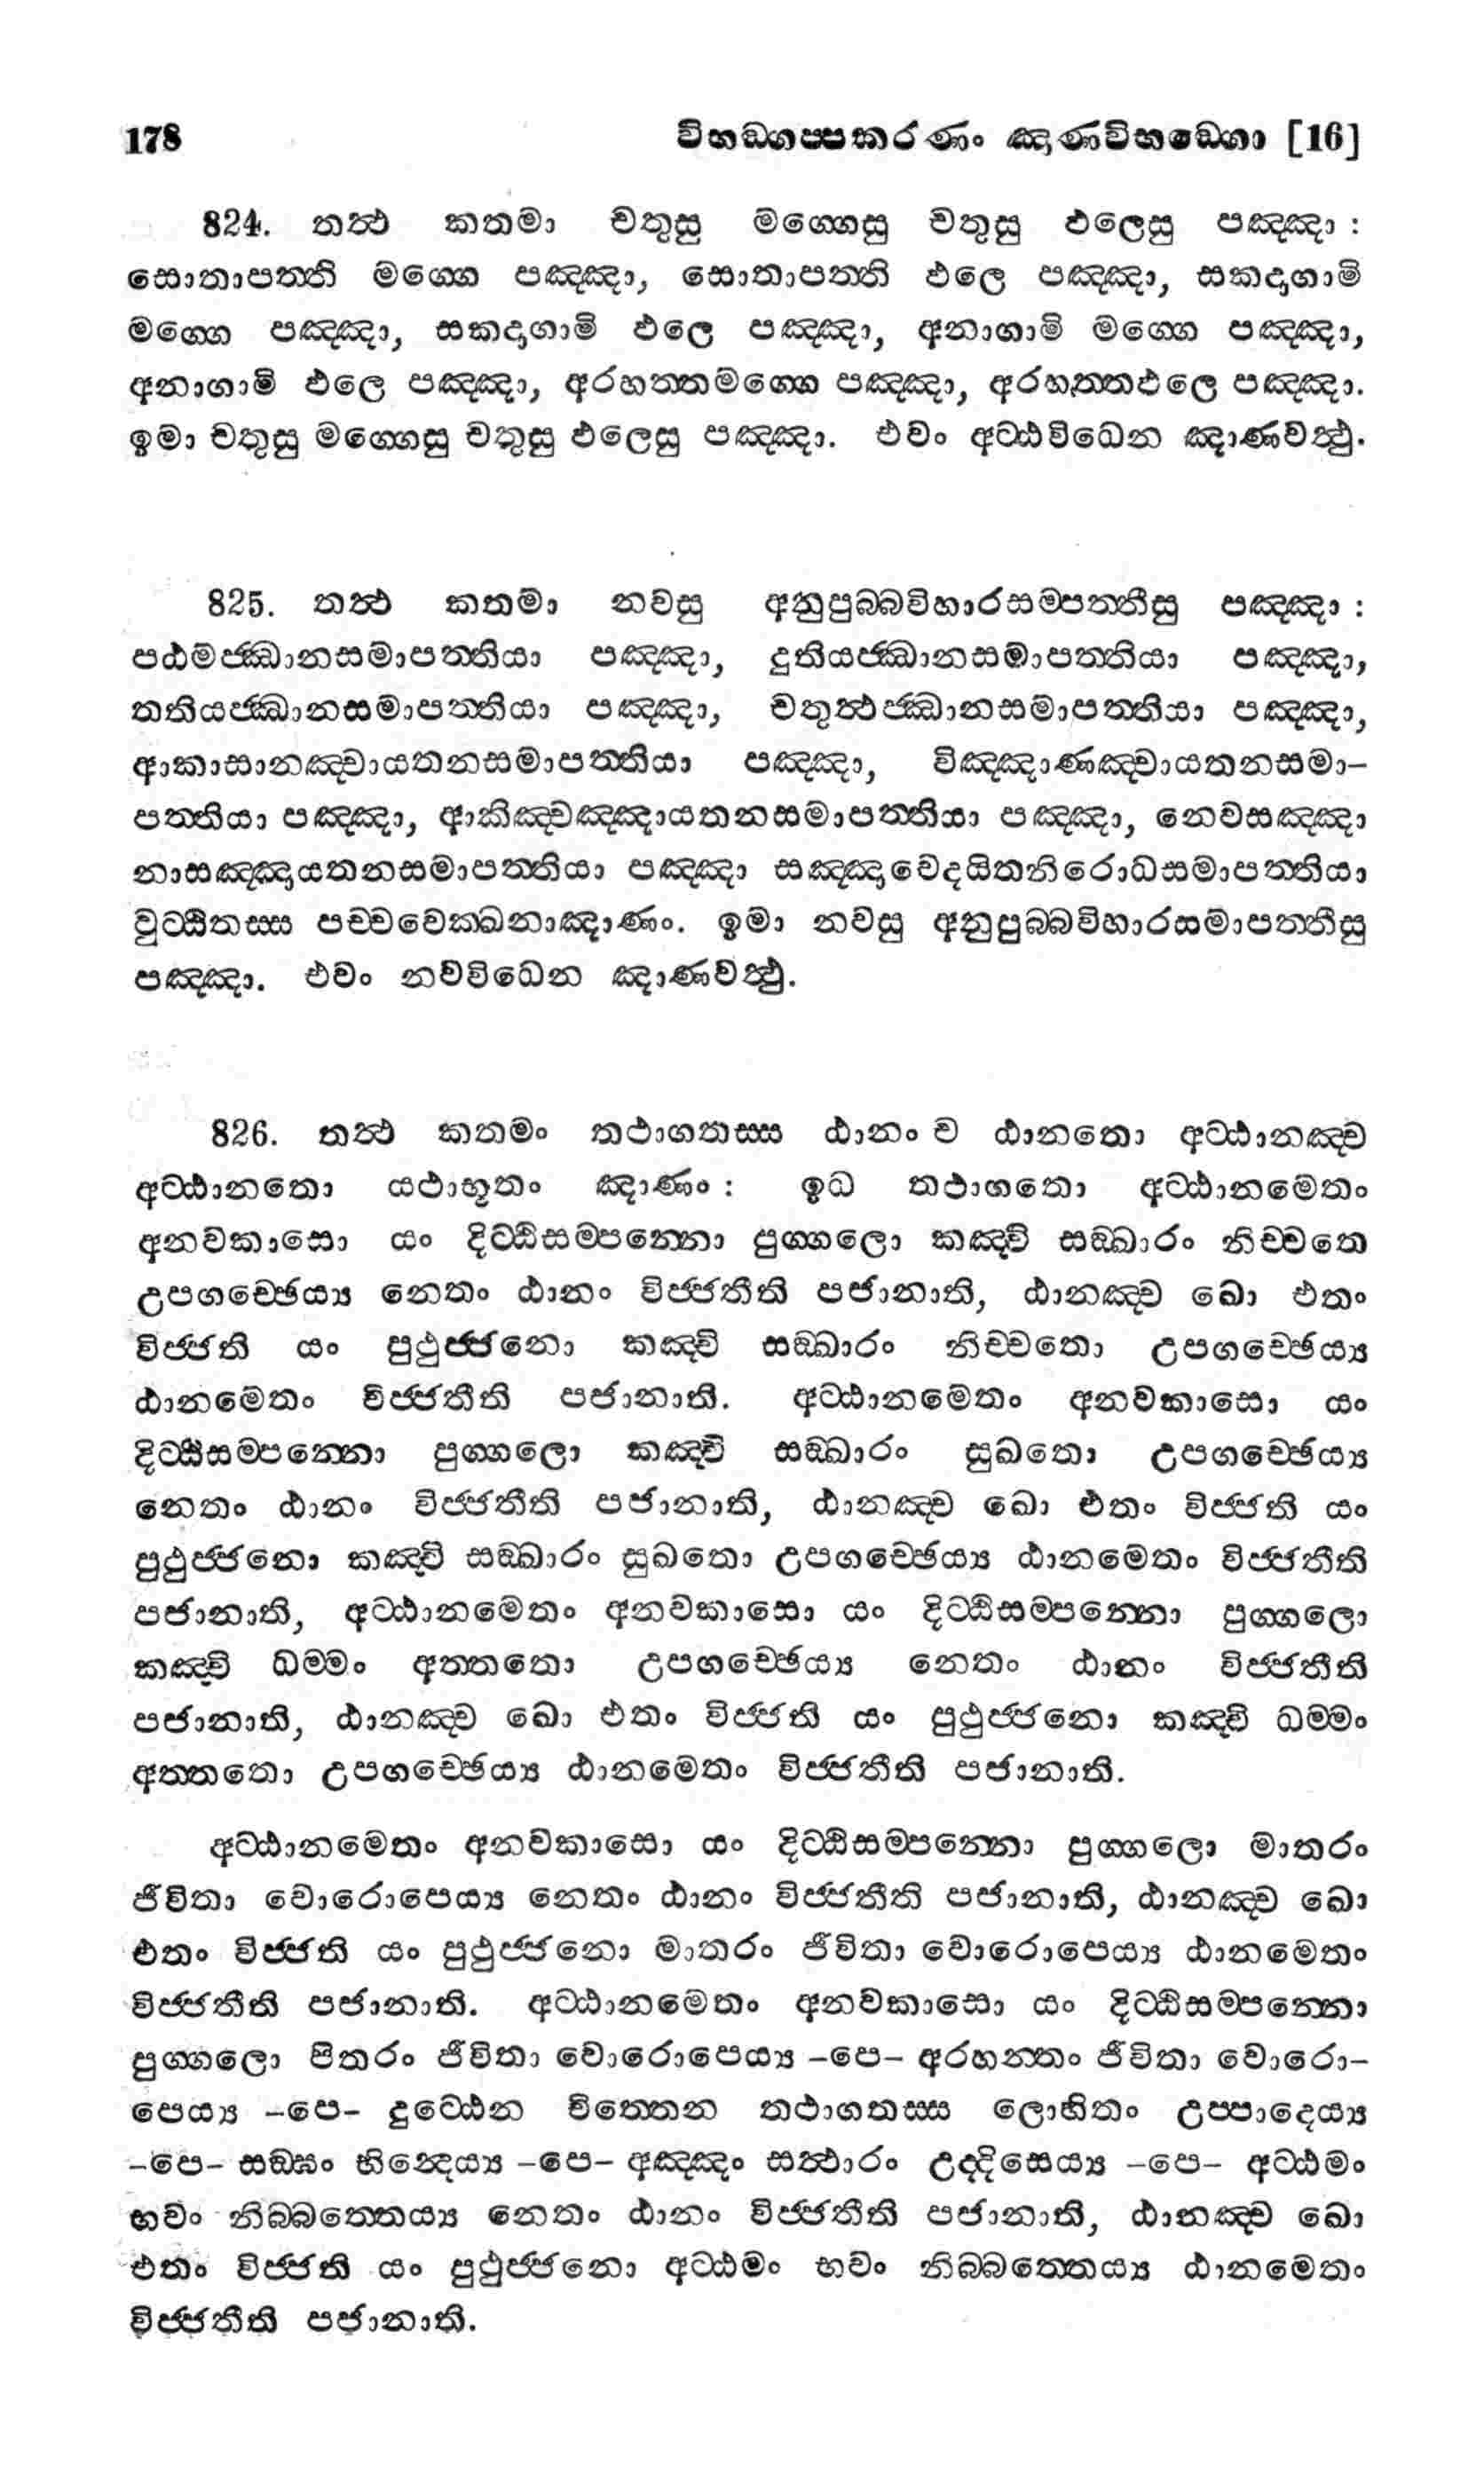 178 විභඞ්ගප්පකරණං ඤාණවිභඞ්ගො [16]
824. තත්ථ කතමා චතුසු මග්ගෙසු චතුසු ඵලෙසු පඤ්ඤා :
සොතාපත්ති මග්ගෙ පඤ්ඤා, සොතාපත්ති ඵලෙ පඤ්ඤා, සකදාගාමි
මග්ගෙ පඤ්ඤා, සකදාගාමි ඵලෙ පඤ්ඤා, අනාගාමි මග්ගෙ පඤ්ඤා,
අනාගාමි ඵලෙ පඤ්ඤා, අරහත්තමග්ගෙ පඤ්ඤා, අරහත්තඵලෙ පඤ්ඤා.
ඉමා චතුසු මග්ගෙසු චතුසු ඵලෙසු පඤ්ඤා. එවං අට්ඨවිධෙන ඤාණවත්ථු.
825. තත්ථ කතමා නවසු අනුපුබ්බවිහාරසම්පත්තීසු පඤ්ඤා :
පඨමජ්ඣානසමාපත්තියා පඤ්ඤා, දුතියජ්ඣානසමාපත්තියා පඤ්ඤා,
තතියජ්ඣානසමාපත්තියා පඤ්ඤා, චතුත්ථජ්ඣානසමාපත්තියා පඤ්ඤා,
ආකාසානඤ්චායතනසමාපත්තියා පඤ්ඤා, විඤ්ඤාණඤ්චායතනසමා-
පත්තියා පඤ්ඤා, ආකිඤ්චඤ්ඤායතනසමාපත්තියා පඤ්ඤා, නෙවසඤ්ඤා
නාසඤ්ඤායතනසමාපත්තියා පඤ්ඤා සඤ්ඤාවෙදයිතනිරොධසමාපත්තියා
වුට්ඨිතස්ස පච්චවෙක්ඛනාඤාණං. ඉමා නවසු අනුපුබ්බවිහාරසමාපත්තීසු
පඤ්ඤා. එවං නවවිධෙන ඤාණවත්ථු.
826. තත්ථ කතමං තථාගතස්ස ඨානං ච ඨානතො අට්ඨානඤ්ච
අට්ඨානතො යථාභූතං ඤාණං : ඉධ තථාගතො අට්ඨානමෙතං
අනවකාසො යං දිට්ඨිසම්පන්නො පුග්ගලො කඤ්චි සඞ්ඛාරං නිච්චතෙ
උපගච්ඡෙය්‍ය නෙතං ඨානං විජ්ජතීති පජානාති, ඨානඤ්ච ඛො එතං
විජ්ජති යං පුථුජ්ජනො කඤ්චි සඞ්ඛාරං නිච්චතො උපගච්ඡෙය්‍ය
ඨානමෙතං විජ්ජතීති පජානාති. අට්ඨානමෙතං අනවකාසො යං
දිට්ඨිසම්පන්නො පුග්ගලො කඤ්චි සඞ්ඛාරං සුඛතො උපගච්ඡෙය්‍ය
නෙතං ඨානං විජ්ජතීති පජානාති, ඨානඤ්ච ඛො එතං විජ්ජති යං
පුථුජ්ජනො කඤ්චි සඞ්ඛාරං සුඛතො උපගච්ඡෙය්‍ය ඨානමෙතං විජ්ජතීති
පජානාති, අට්ඨානමෙතං අනවකාසො යං දිට්ඨිසම්පන්නො පුග්ගලො
කඤ්චි ධම්මං අත්තතො උපගච්ඡෙය්‍ය නෙතං ඨානං විජ්ජතීති
පජානාති, ඨානඤ්ච ඛො එතං විජ්ජති යං පුථුජ්ජනො කඤ්චි ධම්මං
අත්තතො උපගච්ඡෙය්‍ය ඨානමෙතං විජ්ජතීති පජානාති.
අට්ඨානමෙතං අනවකාසො යං දිට්ඨිසම්පන්නො පුග්ගලො මාතරං
ජීවිතා වොරොපෙය්‍ය නෙතං ඨානං විජ්ජතීති පජානාති, ඨානඤ්ච ඛො
එතං විජ්ජති යං පුථුජ්ජනො මාතරං ජීවිතා වොරොපෙය්‍ය ඨානමෙතං
විජ්ජතීති පජානාති. අට්ඨානමෙතං අනවකාසො යං දිට්ඨිසම්පන්නො
පුග්ගලො පිතරං ජීවිතා වොරොපෙය්‍ය -පෙ- අරහන්තං ජීවිතා වොරො-
පෙය්‍ය -පෙ- දුට්ඨෙන චිත්තෙන තථාගතස්ස ලොහිතං උප්පාදෙය්‍ය
-පෙ- සඞ්ඝං භින්දෙය්‍ය -පෙ- අඤ්ඤං සත්ථාරං උද්දිසෙය්‍ය -පෙ- අට්ඨමං
භවං නිබ්බත්තෙය්‍ය නෙතං ඨානං විජ්ජතීති පජානාති, ඨානඤ්ච ඛො
එතං විජ්ජති යං පුථුජ්ජනො අට්ඨමං භවං නිබ්බත්තෙය්‍ය ඨානමෙතං
විජ්ජතීති පජානාති.